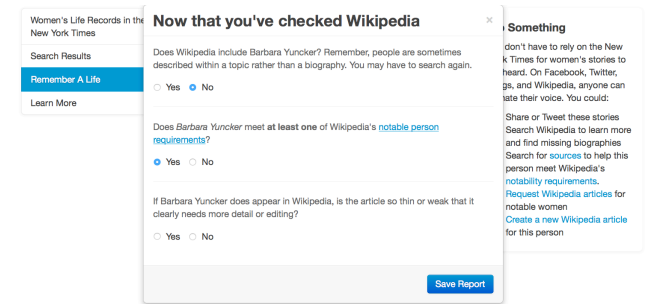 Women's Life Records in the
New York Times
Search Results
Remember A Life
Learn More
Now that you've checked Wikipedia
×
Does Wikipedia include Barbara Yuncker? Remember, people are sometimes
described within a topic rather than a biography. You may have to search again.
Yes No
Does Barbara Yuncker meet at least one of Wikipedia's notable person
requirements?
Yes No
If Barbara Yuncker does appear in Wikipedia, is the article so thin or weak that it
clearly needs more detail or editing?
Yes No
Save Report
Something
don't have to rely on the New
Times for women's stories to
heard. On Facebook, Twitter,
and Wikipedia, anyone can
their voice. You could:
Share or Tweet these stories
Search Wikipedia to learn more
and find missing biographies
Search for sources to help this
person meet Wikipedia's
notability requirements.
Request Wikipedia articles for
notable women
Create a new Wikipedia article
for this person